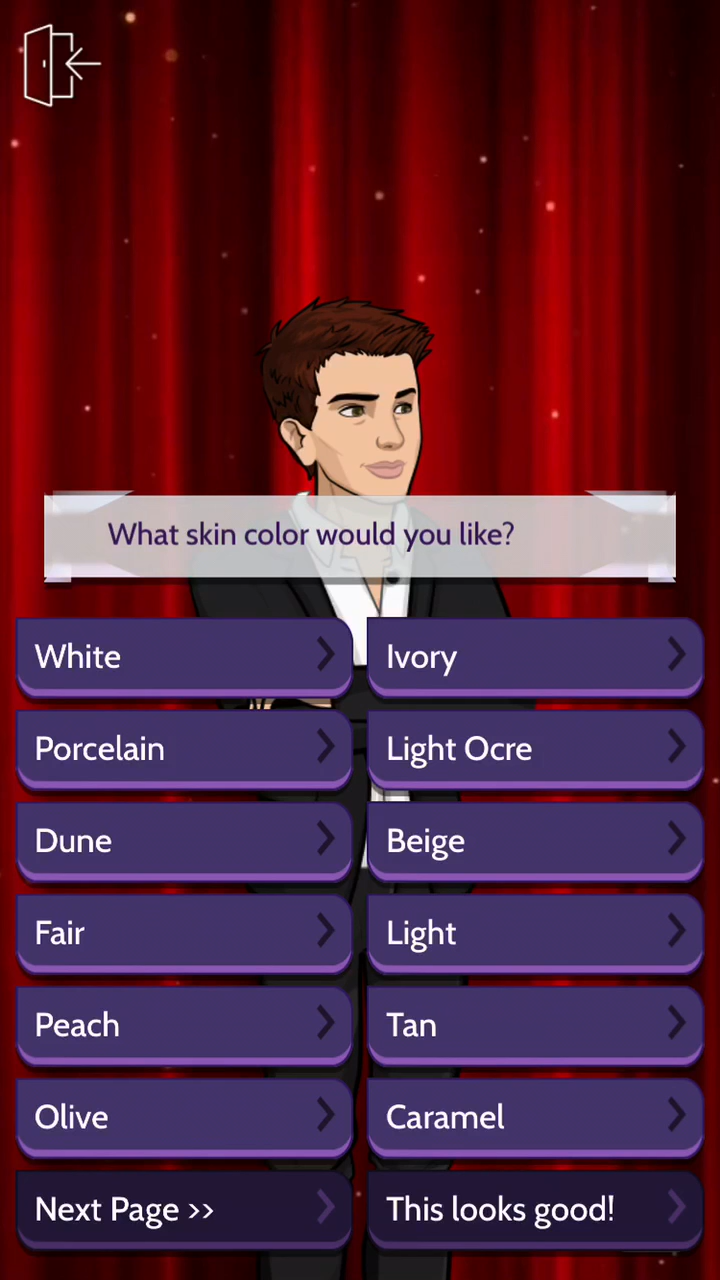 What skin color would you like?
White
Ivory
Porcelain
Light Ocre
Dune
Beige
Fair
Light
Peach
Tan
Olive
Caramel
Next Page >>
This looks good!